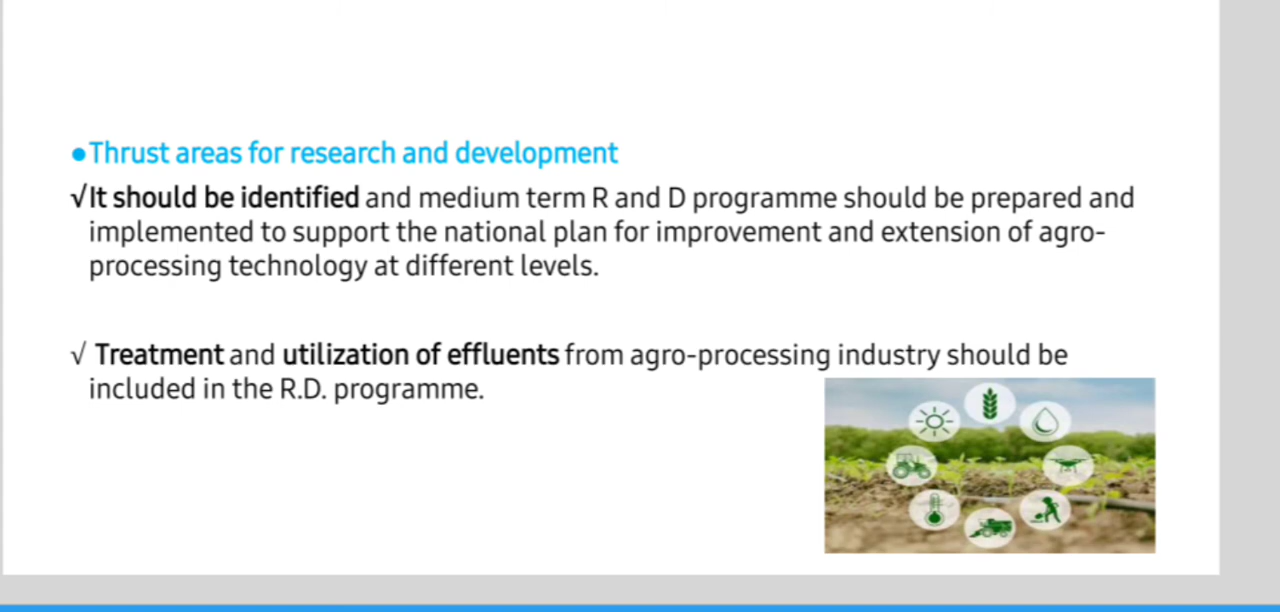 ●Thrust areas for research and development
√It should be identified and medium term R and D programme should be prepared and
implemented to support the national plan for improvement and extension of agro-
processing technology at different levels.
√ Treatment and utilization of effluents from agro-processing industry should be
included in the R.D. programme.